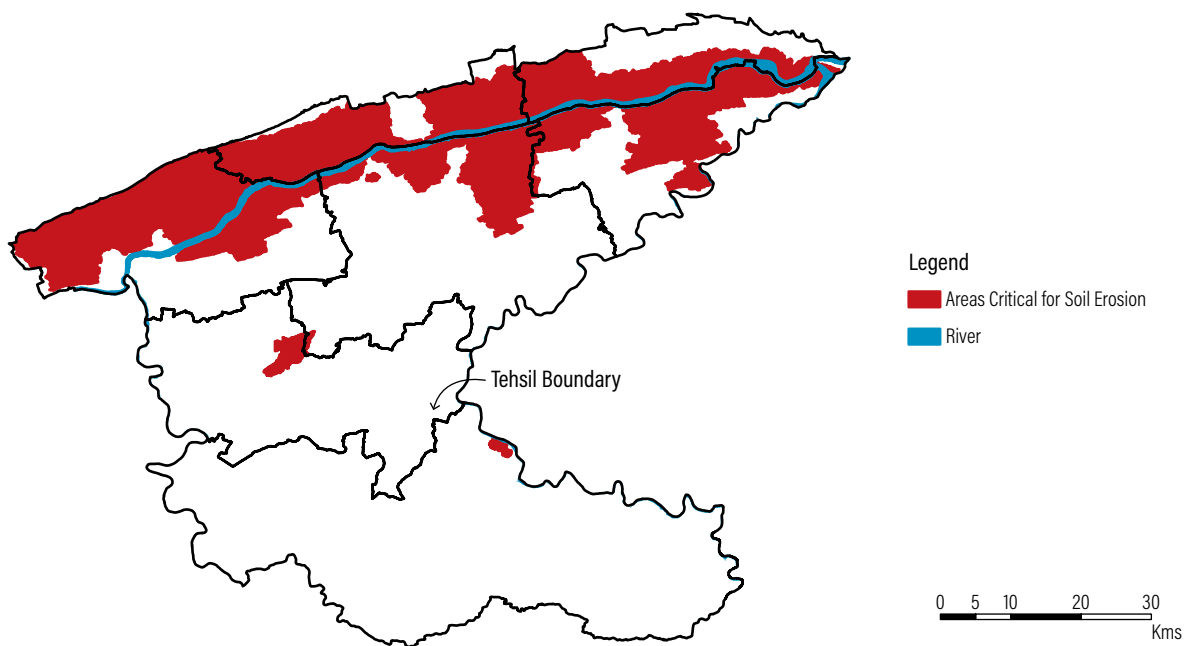 Legend
Areas Critical for Soil Erosion
River
Tehsil Boundary
0 5 10 20 30
Kms